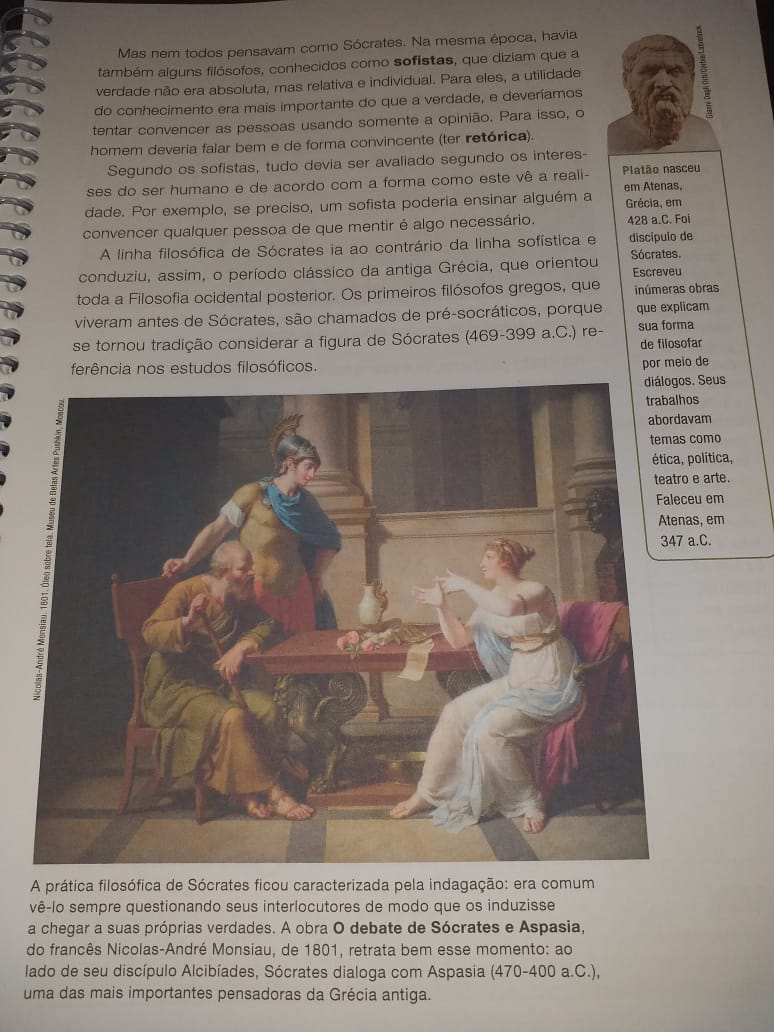 Mas nem todos pensavam como Sócrates. Na mesma época, havia
também alguns filósofos, conhecidos como sofistas, que diziam que a
verdade não era absoluta, mas relativa e individual. Para eles, a utilidade
do conhecimento era mais importante do que a verdade, e deveríamos
tentar convencer as pessoas usando somente a opinião. Para isso, o
homem deveria falar bem e de forma convincente (ter retórica).
Segundo os sofistas, tudo devia ser avaliado segundo os interes-
ses do ser humano e de acordo com a forma como este vê a reali-
dade. Por exemplo, se preciso, um sofista poderia ensinar alguém a
convencer qualquer pessoa de que mentir é algo necessário.
A linha filosófica de Sócrates ia ao contrário da linha sofística e
conduziu, assim, o período clássico da antiga Grécia, que orientou
toda a Filosofia ocidental posterior. Os primeiros filósofos gregos, que
viveram antes de Sócrates, são chamados de pré-socráticos, porque
se tornou tradição considerar a figura de Sócrates (469-399 a.C.) re-
ferência nos estudos filosóficos.
Gianni Dagli Orti/Corbis/Latinstock
Platão nasceu
em Atenas,
Grécia, em
428 a.C. Foi
discípulo de
Sócrates.
Escreveu
inúmeras obras
que explicam
sua forma
de filosofar
por meio de
diálogos. Seus
trabalhos
abordavam
temas como
ética, política,
teatro e arte.
Faleceu em
Atenas, em
347 a.C.
Nicolas-André Monsiau. 1801. Óleo sobre tela. Museu de Belas Artes Pushkin, Moscou.
A prática filosófica de Sócrates ficou caracterizada pela indagação: era comum
vê-lo sempre questionando seus interlocutores de modo que os induzisse
a chegar a suas próprias verdades. A obra O debate de Sócrates e Aspasia,
do francês Nicolas-André Monsiau, de 1801, retrata bem esse momento: ao
lado de seu discípulo Alcibíades, Sócrates dialoga com Aspasia (470-400 a.C.),
uma das mais importantes pensadoras da Grécia antiga.